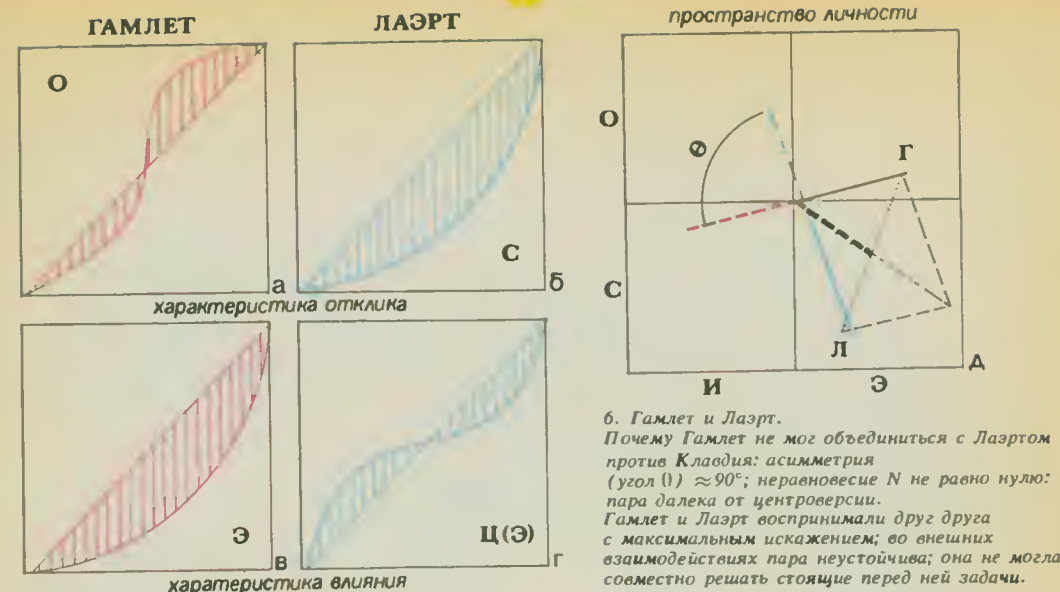 ГАМЛЕТ
ЛАЭРТ
О
а
С
б
характеристика отклика
Э
в
Ц(Э)
г
харатеристика влияния
пространство личности
О
Θ
Г
С
Л
И
Э
Д
6. Гамлет и Лаэрт.
Почему Гамлет не мог объединиться с Лаэртом
против Клавдия: асимметрия
(угол 0) ≈90°; неравновесие N не равно нулю:
пара далека от центроверсии.
Гамлет и Лаэрт воспринимали друг друга
с максимальным искажением; во внешних
взаимодействиях пара неустойчива; она не могла
совместно решать стоящие перед ней задачи.